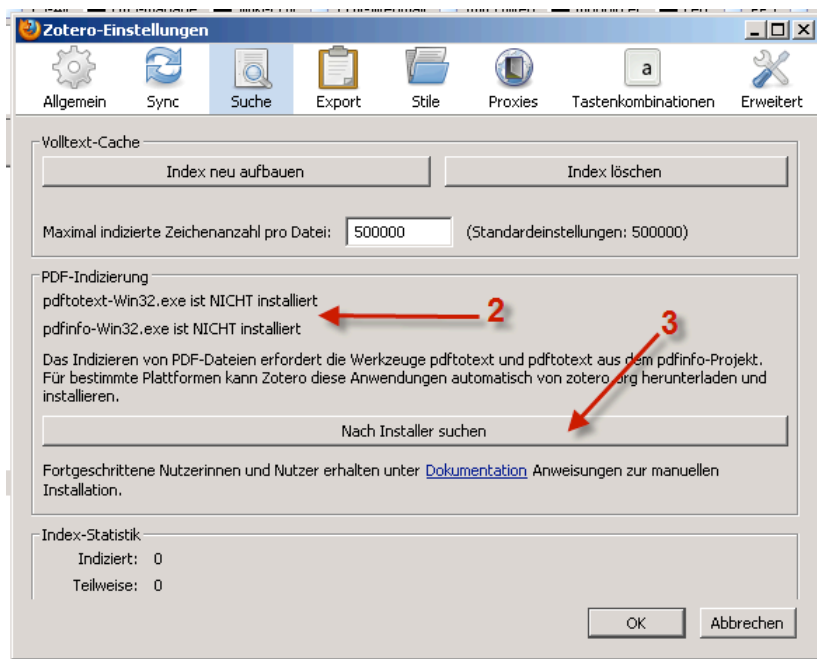 Zotero-Einstellungen
Allgemein Sync Suche Export Stile Proxies Tastenkombinationen Erweitert
Volltext-Cache
Index neu aufbauen Index löschen
Maximal indizierte Zeichenanzahl pro Datei: 500000 (Standardeinstellungen: 500000)
PDF-Indizierung
pdftotext-Win32.exe ist NICHT installiert
2
pdfinfo-Win32.exe ist NICHT installiert
3
Das Indizieren von PDF-Dateien erfordert die Werkzeuge pdftotext und pdftotext aus dem pdfinfo-Projekt.
Für bestimmte Plattformen kann Zotero diese Anwendungen automatisch von zotero.org herunterladen und
installieren.
Nach Installer suchen
Fortgeschrittene Nutzerinnen und Nutzer erhalten unter Dokumentation Anweisungen zur manuellen
Installation.
Index-Statistik
Indiziert: 0
Teilweise: 0
OK Abbrechen